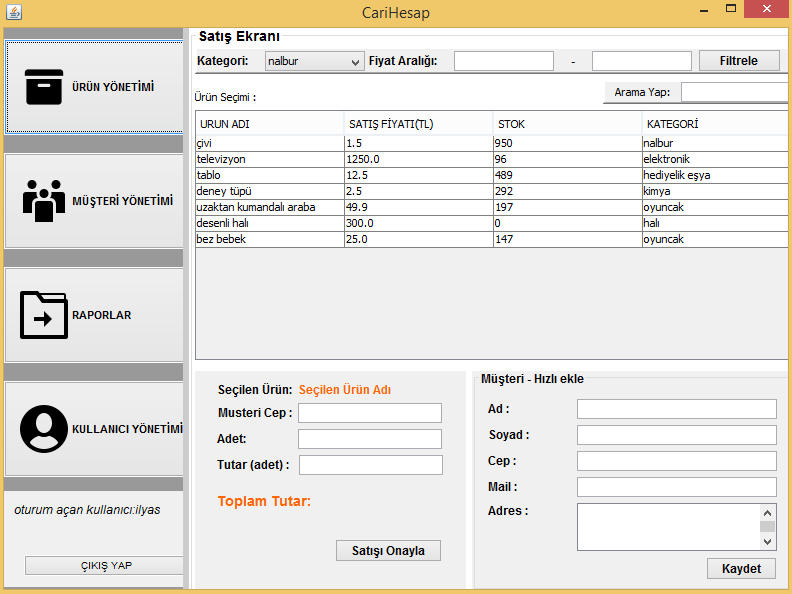 CariHesap
ÜRÜN YÖNETİMİ
MÜŞTERİ YÖNETİMİ
RAPORLAR
KULLANICI YÖNETİMİ
oturum açan kullanıcı:ilyas
ÇIKIŞ YAP
Satış Ekranı
Kategori: nalbur Fiyat Aralığı: - Filtrele
Ürün Seçimi : Arama Yap:
URUN ADI SATIŞ FİYATI(TL) STOK KATEGORİ
çivi 1.5 950 nalbur
televizyon 1250.0 96 elektronik
tablo 12.5 489 hediyelik eşya
deney tüpü 2.5 292 kimya
uzaktan kumandalı araba 49.9 197 oyuncak
desenli halı 300.0 0 halı
bez bebek 25.0 147 oyuncak
Seçilen Ürün: Seçilen Ürün Adı
Musteri Cep :
Adet:
Tutar (adet) :
Toplam Tutar:
Satışı Onayla
Müşteri - Hızlı ekle
Ad :
Soyad :
Cep :
Mail :
Adres :
Kaydet